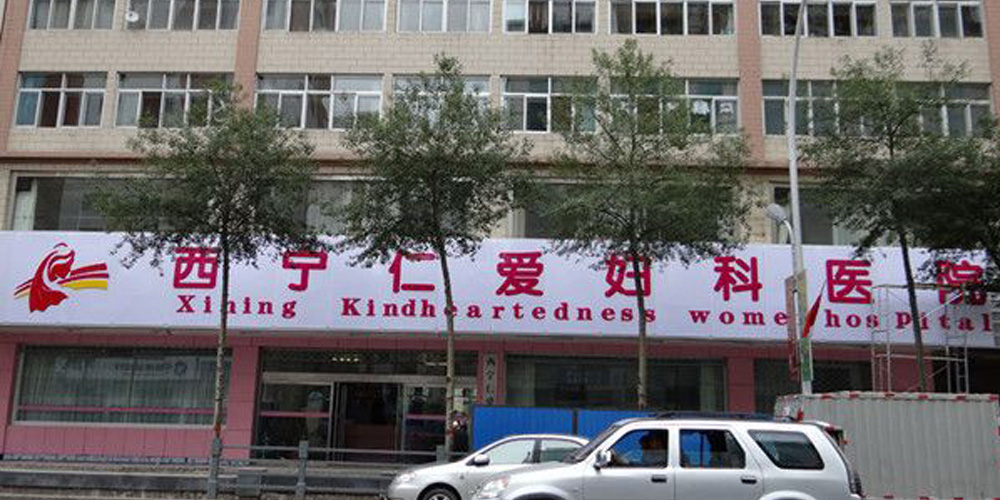 西宁仁爱妇科医院
Xining Kindheartedness women hospital